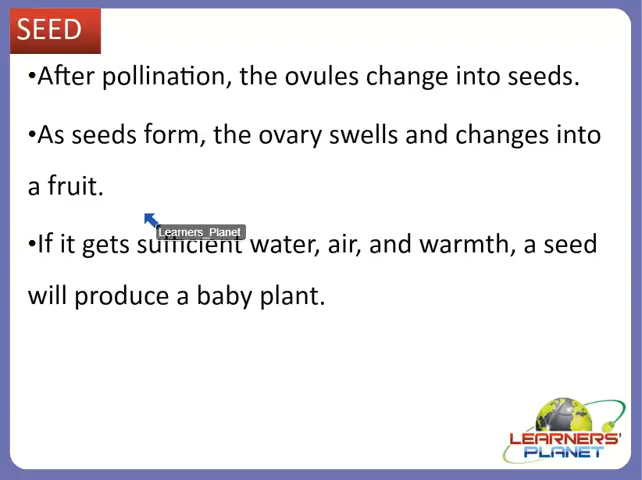 SEED
•After pollination, the ovules change into seeds.
•As seeds form, the ovary swells and changes into
a fruit.
Learners_Planet
•If it gets sufficient water, air, and warmth, a seed
will produce a baby plant.
LEARNERS'
PLANET